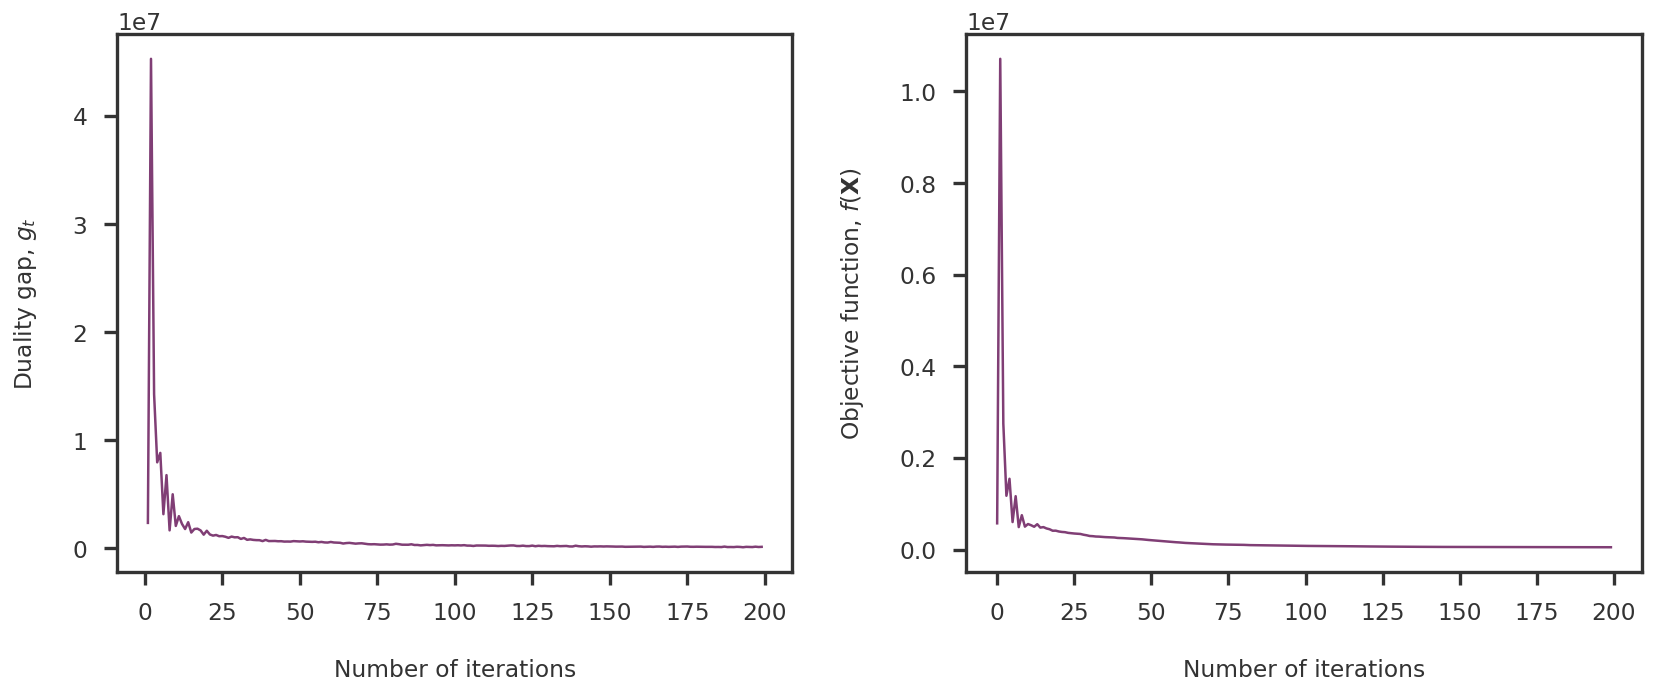 1e7
4
3
2
1
0
Duality gap, gₜ
0 25 50 75 100 125 150 175 200
Number of iterations
1e7
1.0
0.8
0.6
0.4
0.2
0.0
Objective function, f(X)
0 25 50 75 100 125 150 175 200
Number of iterations